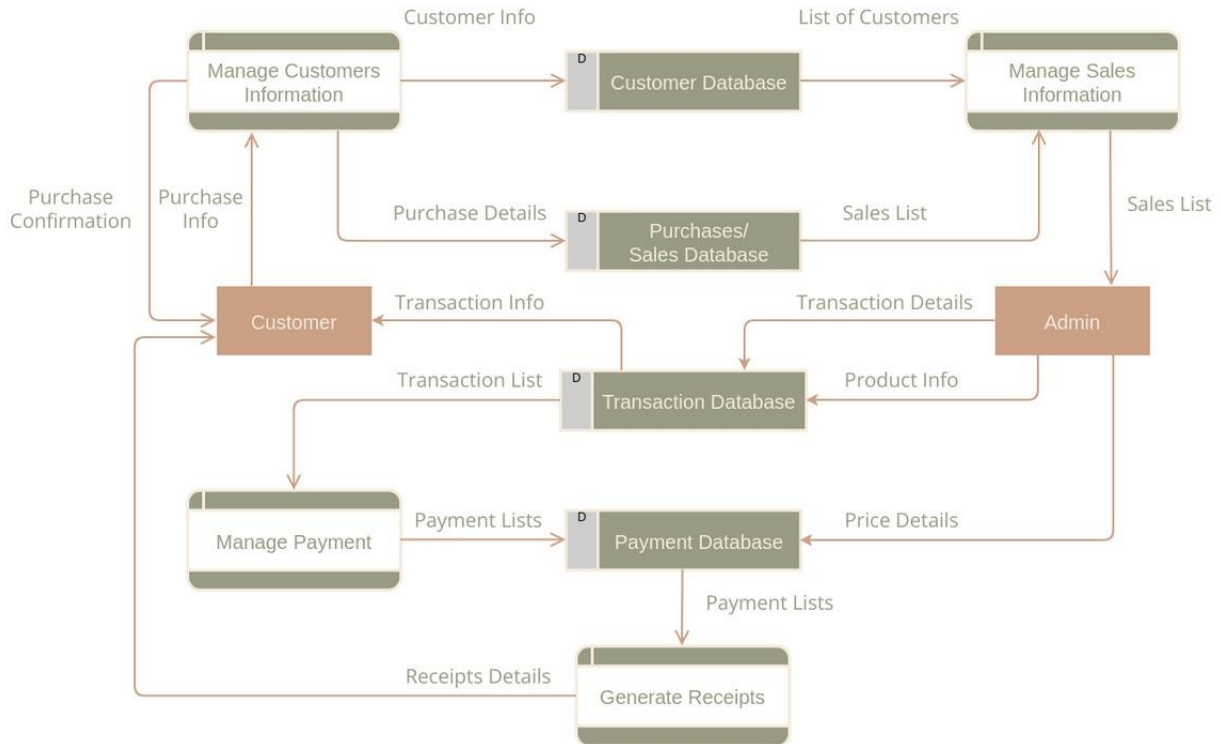 Customer Info
List of Customers
Manage Customers
Information
D
Customer Database
Manage Sales
Information
Purchase
Confirmation
Purchase
Info
Purchase Details
D
Purchases/
Sales Database
Sales List
Sales List
Customer
Transaction Info
Transaction Details
Admin
Transaction List
D
Transaction Database
Product Info
Manage Payment
Payment Lists
D
Payment Database
Price Details
Payment Lists
Receipts Details
Generate Receipts